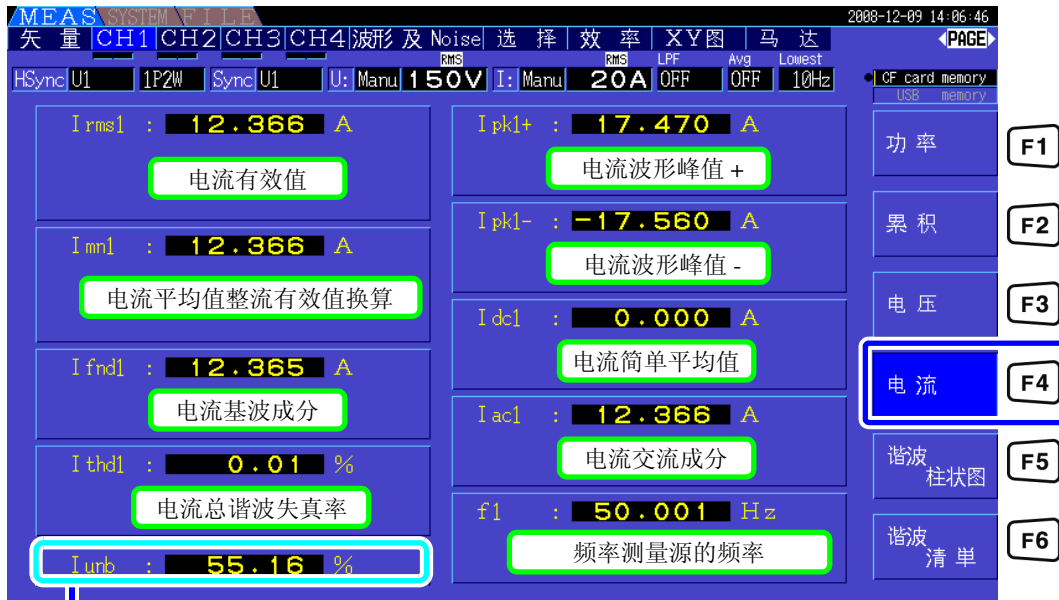 MEAS SYSTEM FILE 2008-12-09 14:06:46
矢 量 CH1 CH2 CH3 CH4 波形 及 Noise 选 择 效 率 XY图 马 达 PAGE
RMS RMS LPF Avg Lowest
HSync U1 1P2W Sync U1 U: Manu 150V I: Manu 20A OFF OFF 10Hz
CF card memory
USB memory
Irms1 : 12.366 A
电流有效值
Imn1 : 12.366 A
电流平均值整流有效值换算
Ifnd1 : 12.365 A
电流基波成分
Ithd1 : 0.01 %
电流总谐波失真率
Iunb : 55.16 %
Ipk1+ : 17.470 A
电流波形峰值 +
Ipk1- : -17.560 A
电流波形峰值 -
Idc1 : 0.000 A
电流简单平均值
Iac1 : 12.366 A
电流交流成分
f1 : 50.001 Hz
频率测量源的频率
功 率 F1
累 积 F2
电 压 F3
电 流 F4
谐波
柱状图 F5
谐波
清 单 F6